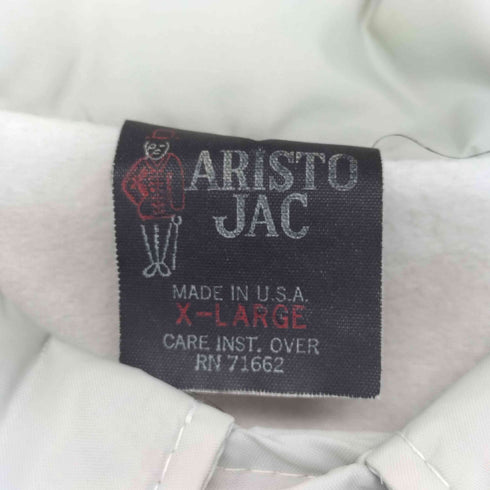 ARISTO
JAC
MADE IN U.S.A.
X-LARGE
CARE INST. OVER
RN 71662